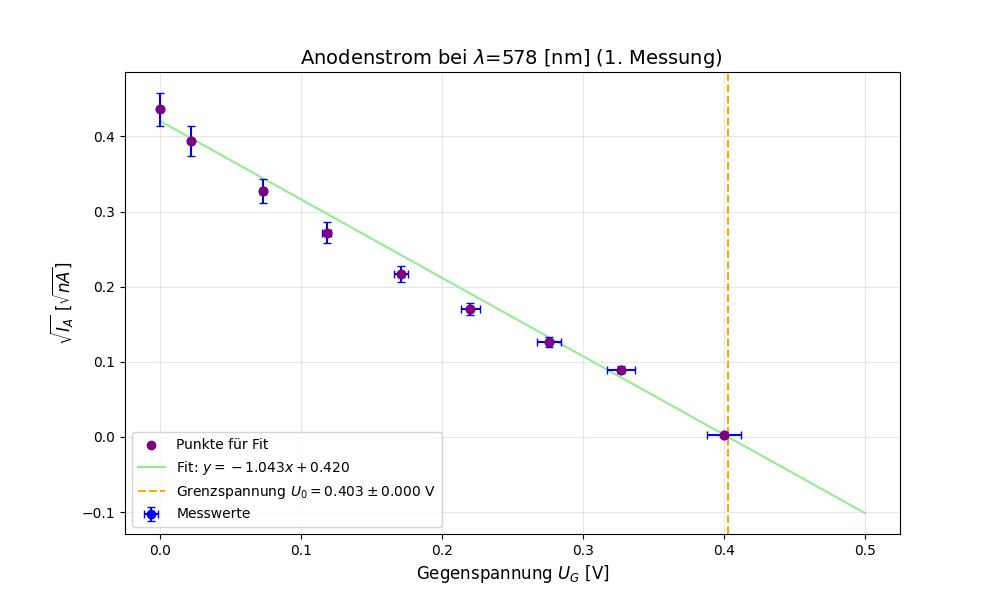 Anodenstrom bei λ=578 [nm] (1. Messung)
√I_A [√nA]
0.4
0.3
0.2
0.1
0.0
−0.1
Punkte für Fit
Fit: y = −1.043x + 0.420
Grenzspannung U_0 = 0.403 ± 0.000 V
Messwerte
0.0 0.1 0.2 0.3 0.4 0.5
Gegenspannung U_G [V]